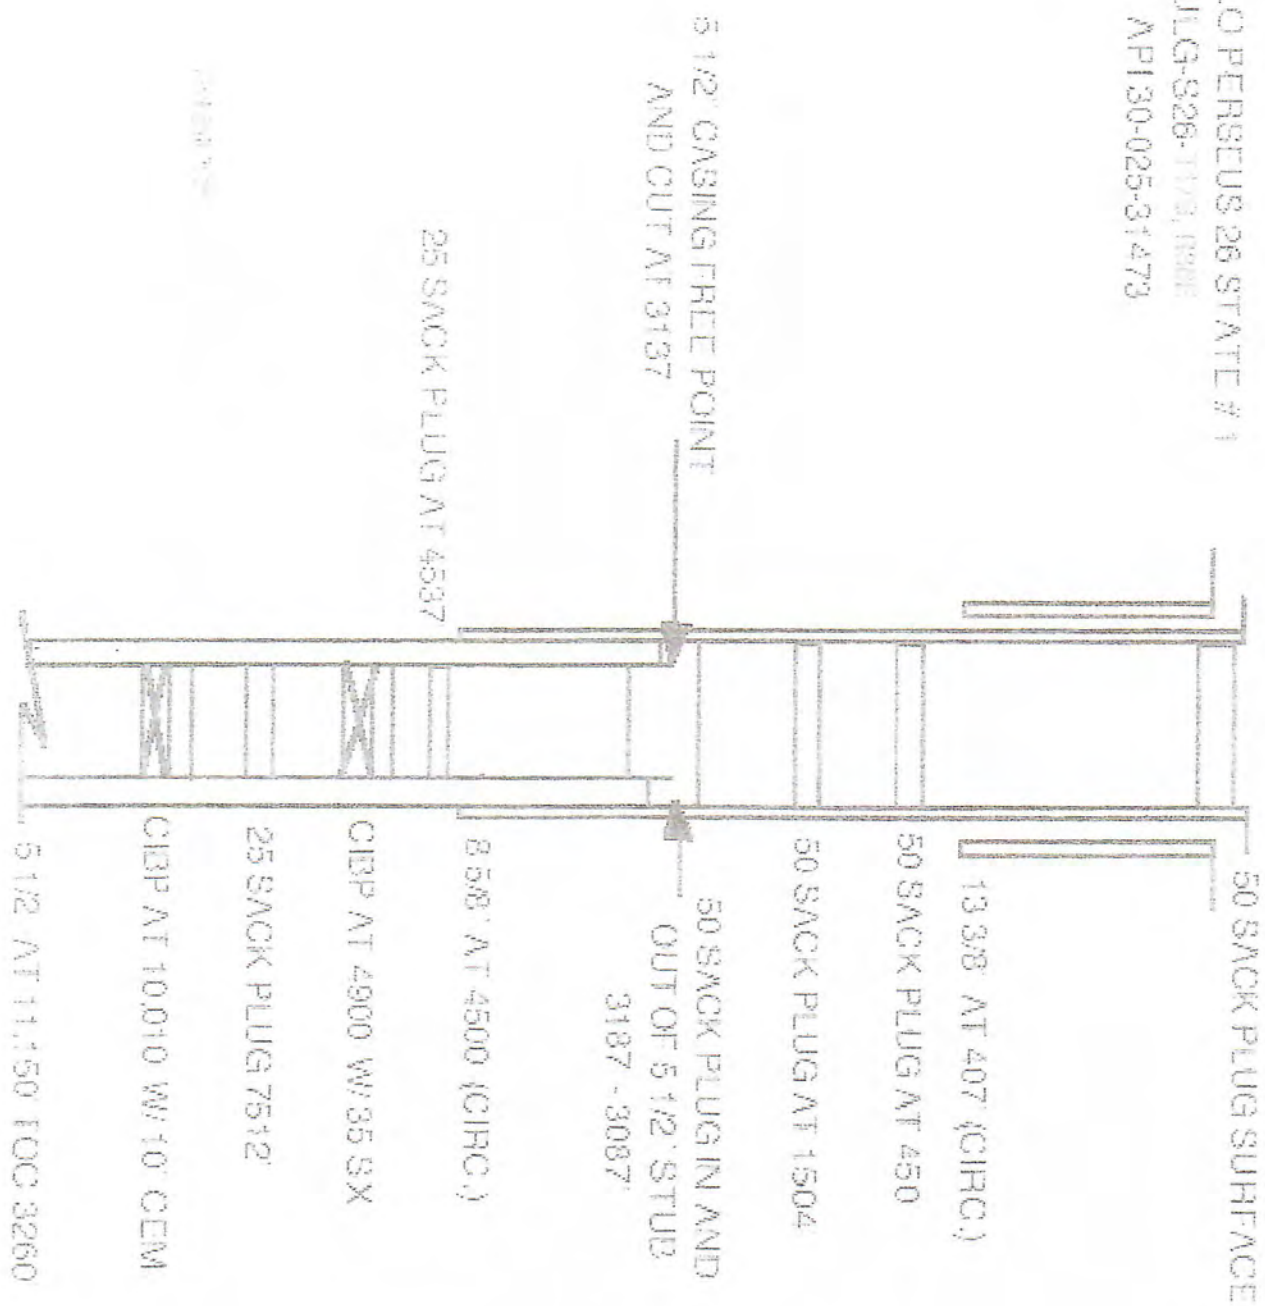 O PERSEUS 26 STATE # 1
API 30-025-31473
50 SACK PLUG SURFACE
13 3/8' AT 407' (CIRC.)
50 SACK PLUG AT 450
50 SACK PLUG AT 1504
5 1/2' CASING FREE POINT
AND CUT AT 3137
50 SACK PLUG IN AND
OUT OF 5 1/2' STUB
3187 - 3087'
8 5/8' AT 4500 (CIRC.)
25 SACK PLUG AT 4537
CIBP AT 4900 W/ 35 SX
25 SACK PLUG 7512'
CIBP AT 10,010 W/ 10' CEM
5 1/2 AT 11,150 TOC 3260